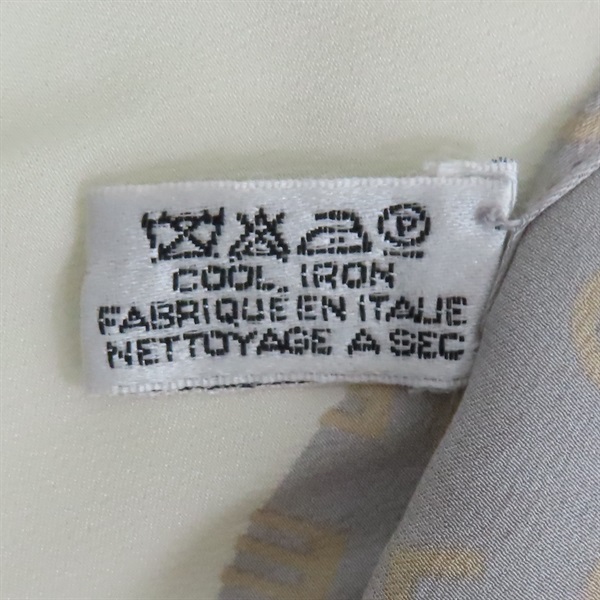 COOL IRON
FABRIQUE EN ITALIE
NETTOYAGE A SEC